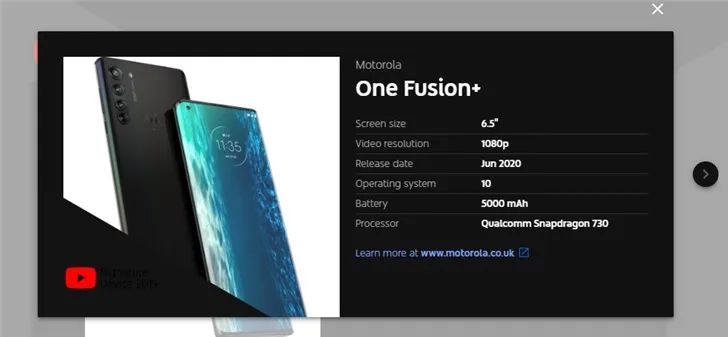 Motorola
One Fusion+
Screen size 6.5"
Video resolution 1080p
Release date Jun 2020
Operating system 10
Battery 5000 mAh
Processor Qualcomm Snapdragon 730
Learn more at www.motorola.co.uk
11:35
Signature
Device 2019